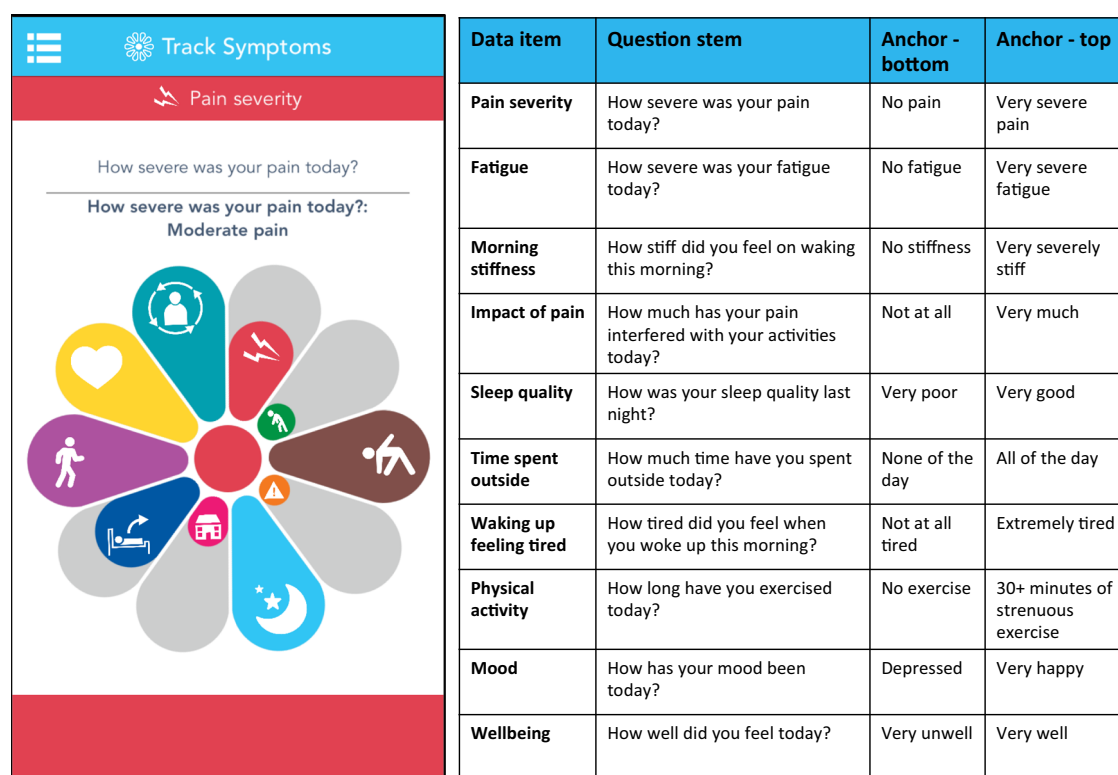 Track Symptoms
Pain severity
How severe was your pain today?
How severe was your pain today?:
Moderate pain
Data item Question stem Anchor - bottom Anchor - top
Pain severity How severe was your pain today? No pain Very severe pain
Fatigue How severe was your fatigue today? No fatigue Very severe fatigue
Morning stiffness How stiff did you feel on waking this morning? No stiffness Very severely stiff
Impact of pain How much has your pain interfered with your activities today? Not at all Very much
Sleep quality How was your sleep quality last night? Very poor Very good
Time spent outside How much time have you spent outside today? None of the day All of the day
Waking up feeling tired How tired did you feel when you woke up this morning? Not at all tired Extremely tired
Physical activity How long have you exercised today? No exercise 30+ minutes of strenuous exercise
Mood How has your mood been today? Depressed Very happy
Wellbeing How well did you feel today? Very unwell Very well